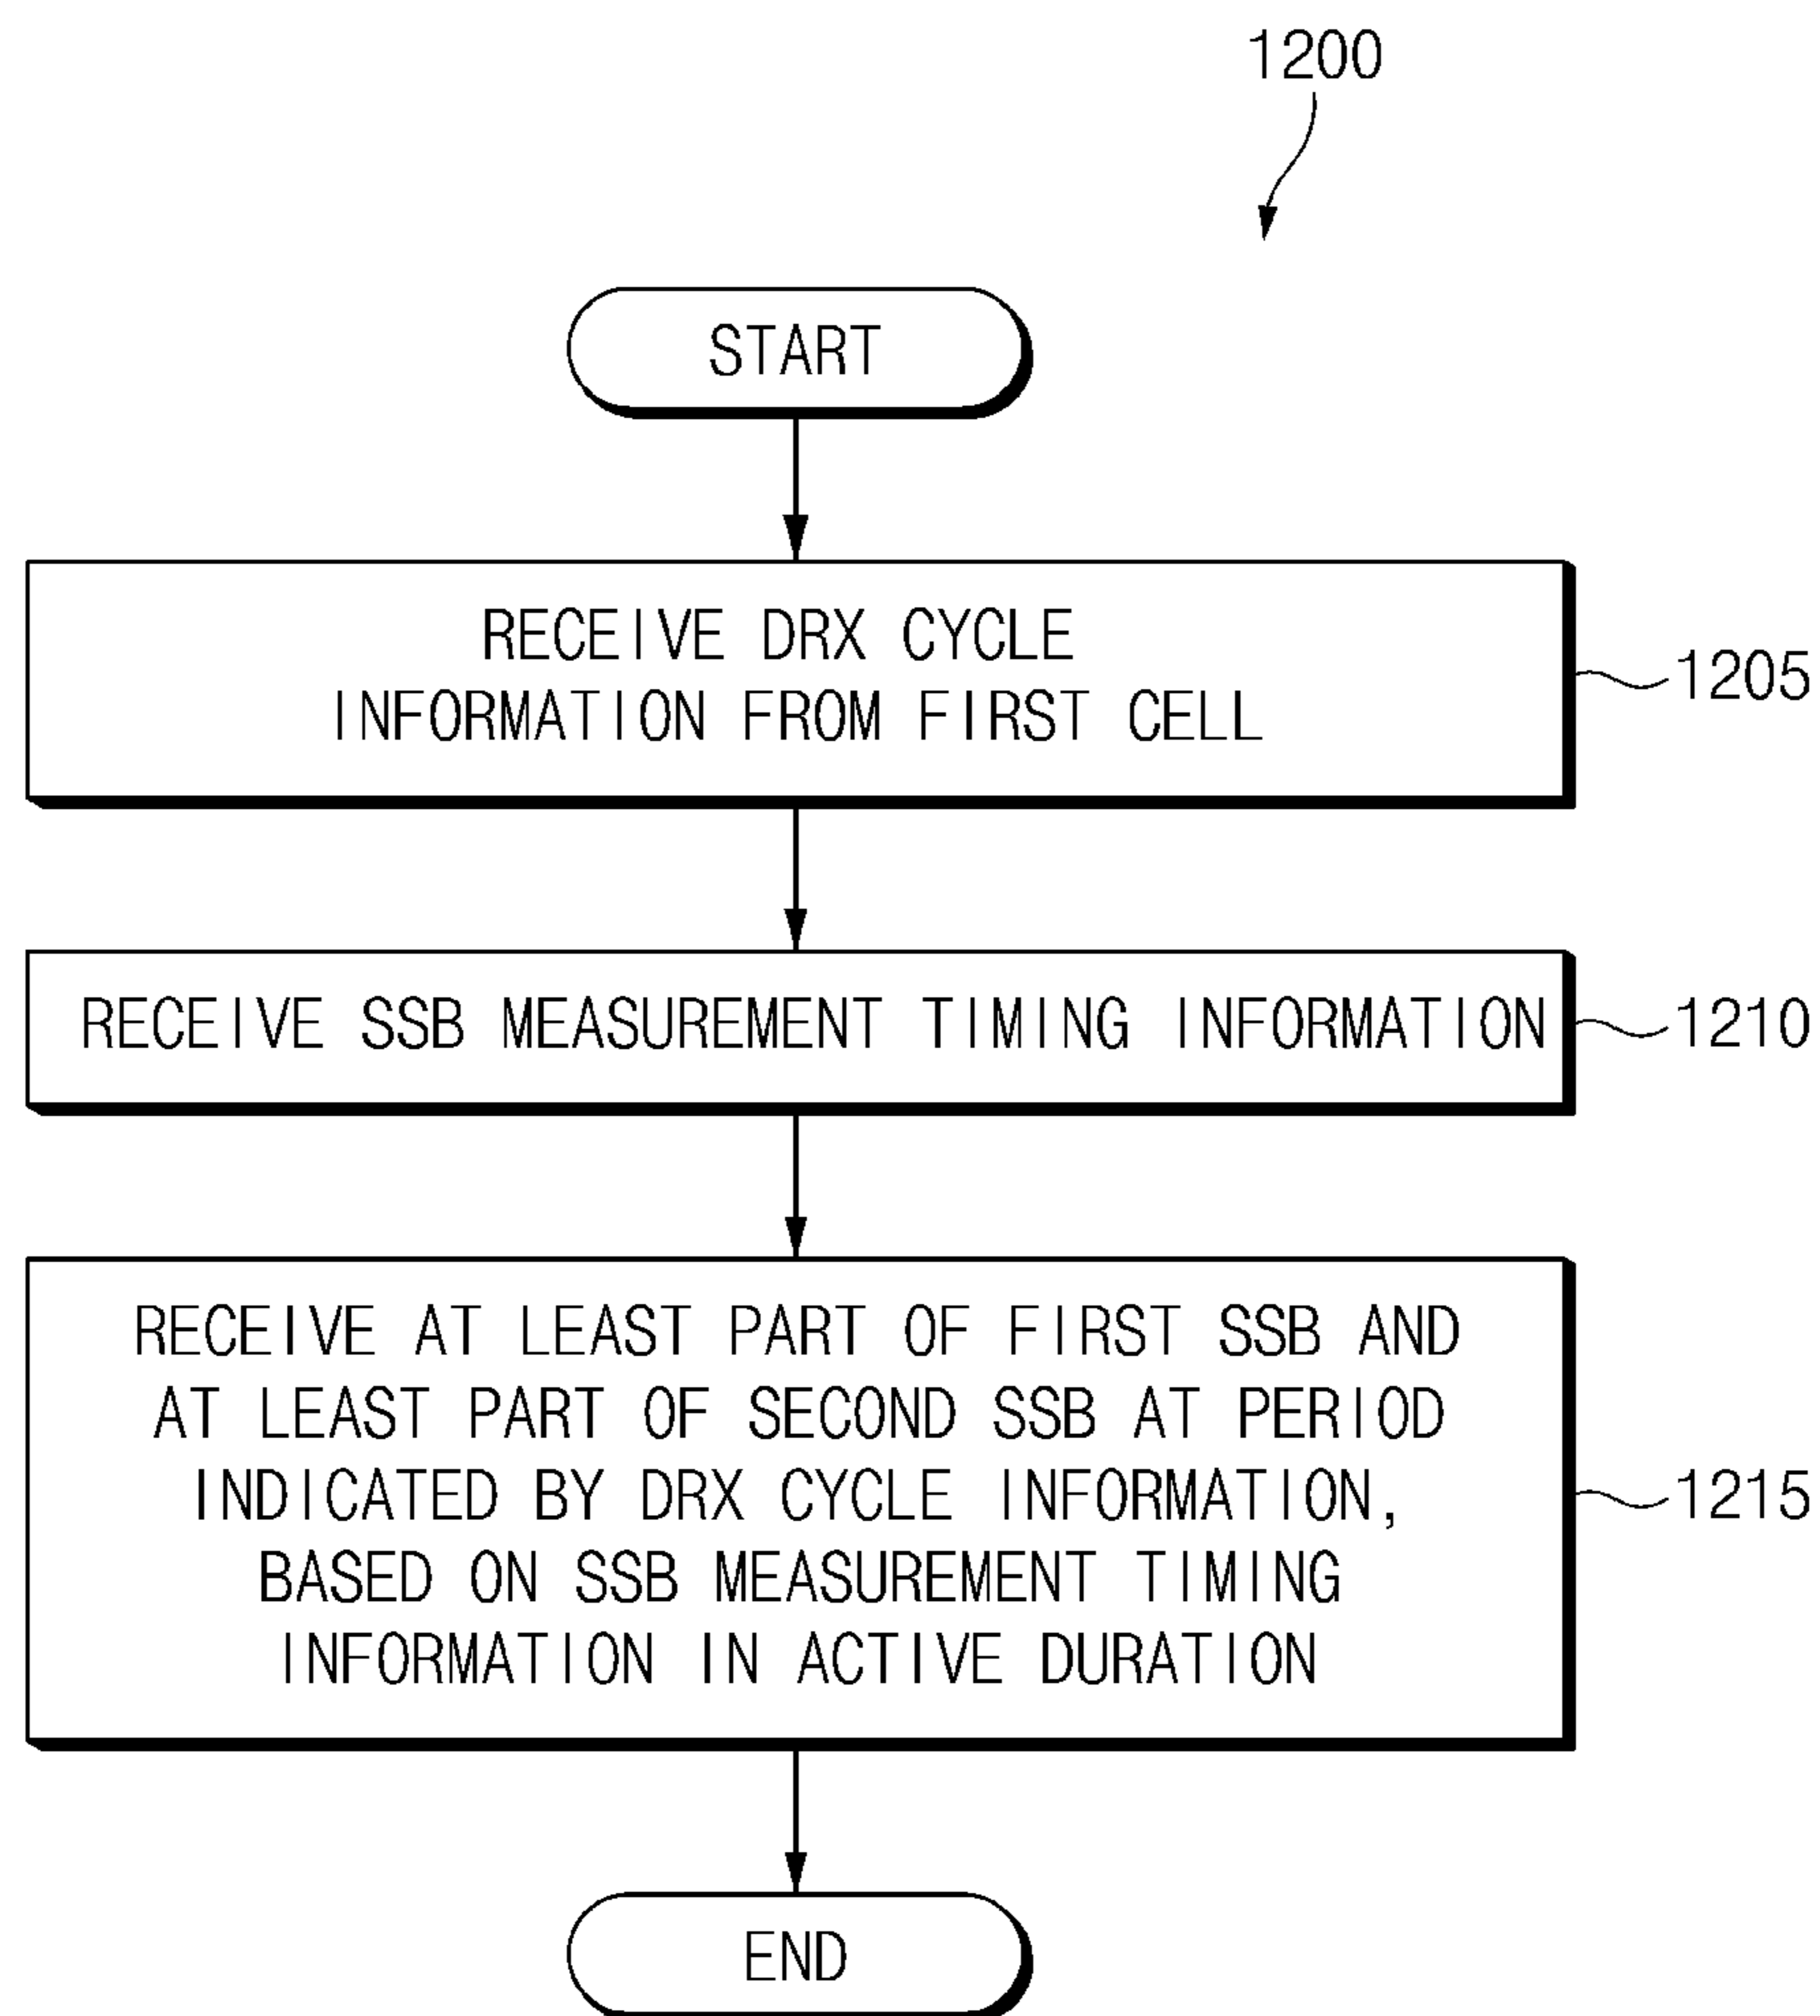 1200
START
RECEIVE DRX CYCLE
INFORMATION FROM FIRST CELL
1205
RECEIVE SSB MEASUREMENT TIMING INFORMATION
1210
RECEIVE AT LEAST PART OF FIRST SSB AND
AT LEAST PART OF SECOND SSB AT PERIOD
INDICATED BY DRX CYCLE INFORMATION,
BASED ON SSB MEASUREMENT TIMING
INFORMATION IN ACTIVE DURATION
1215
END